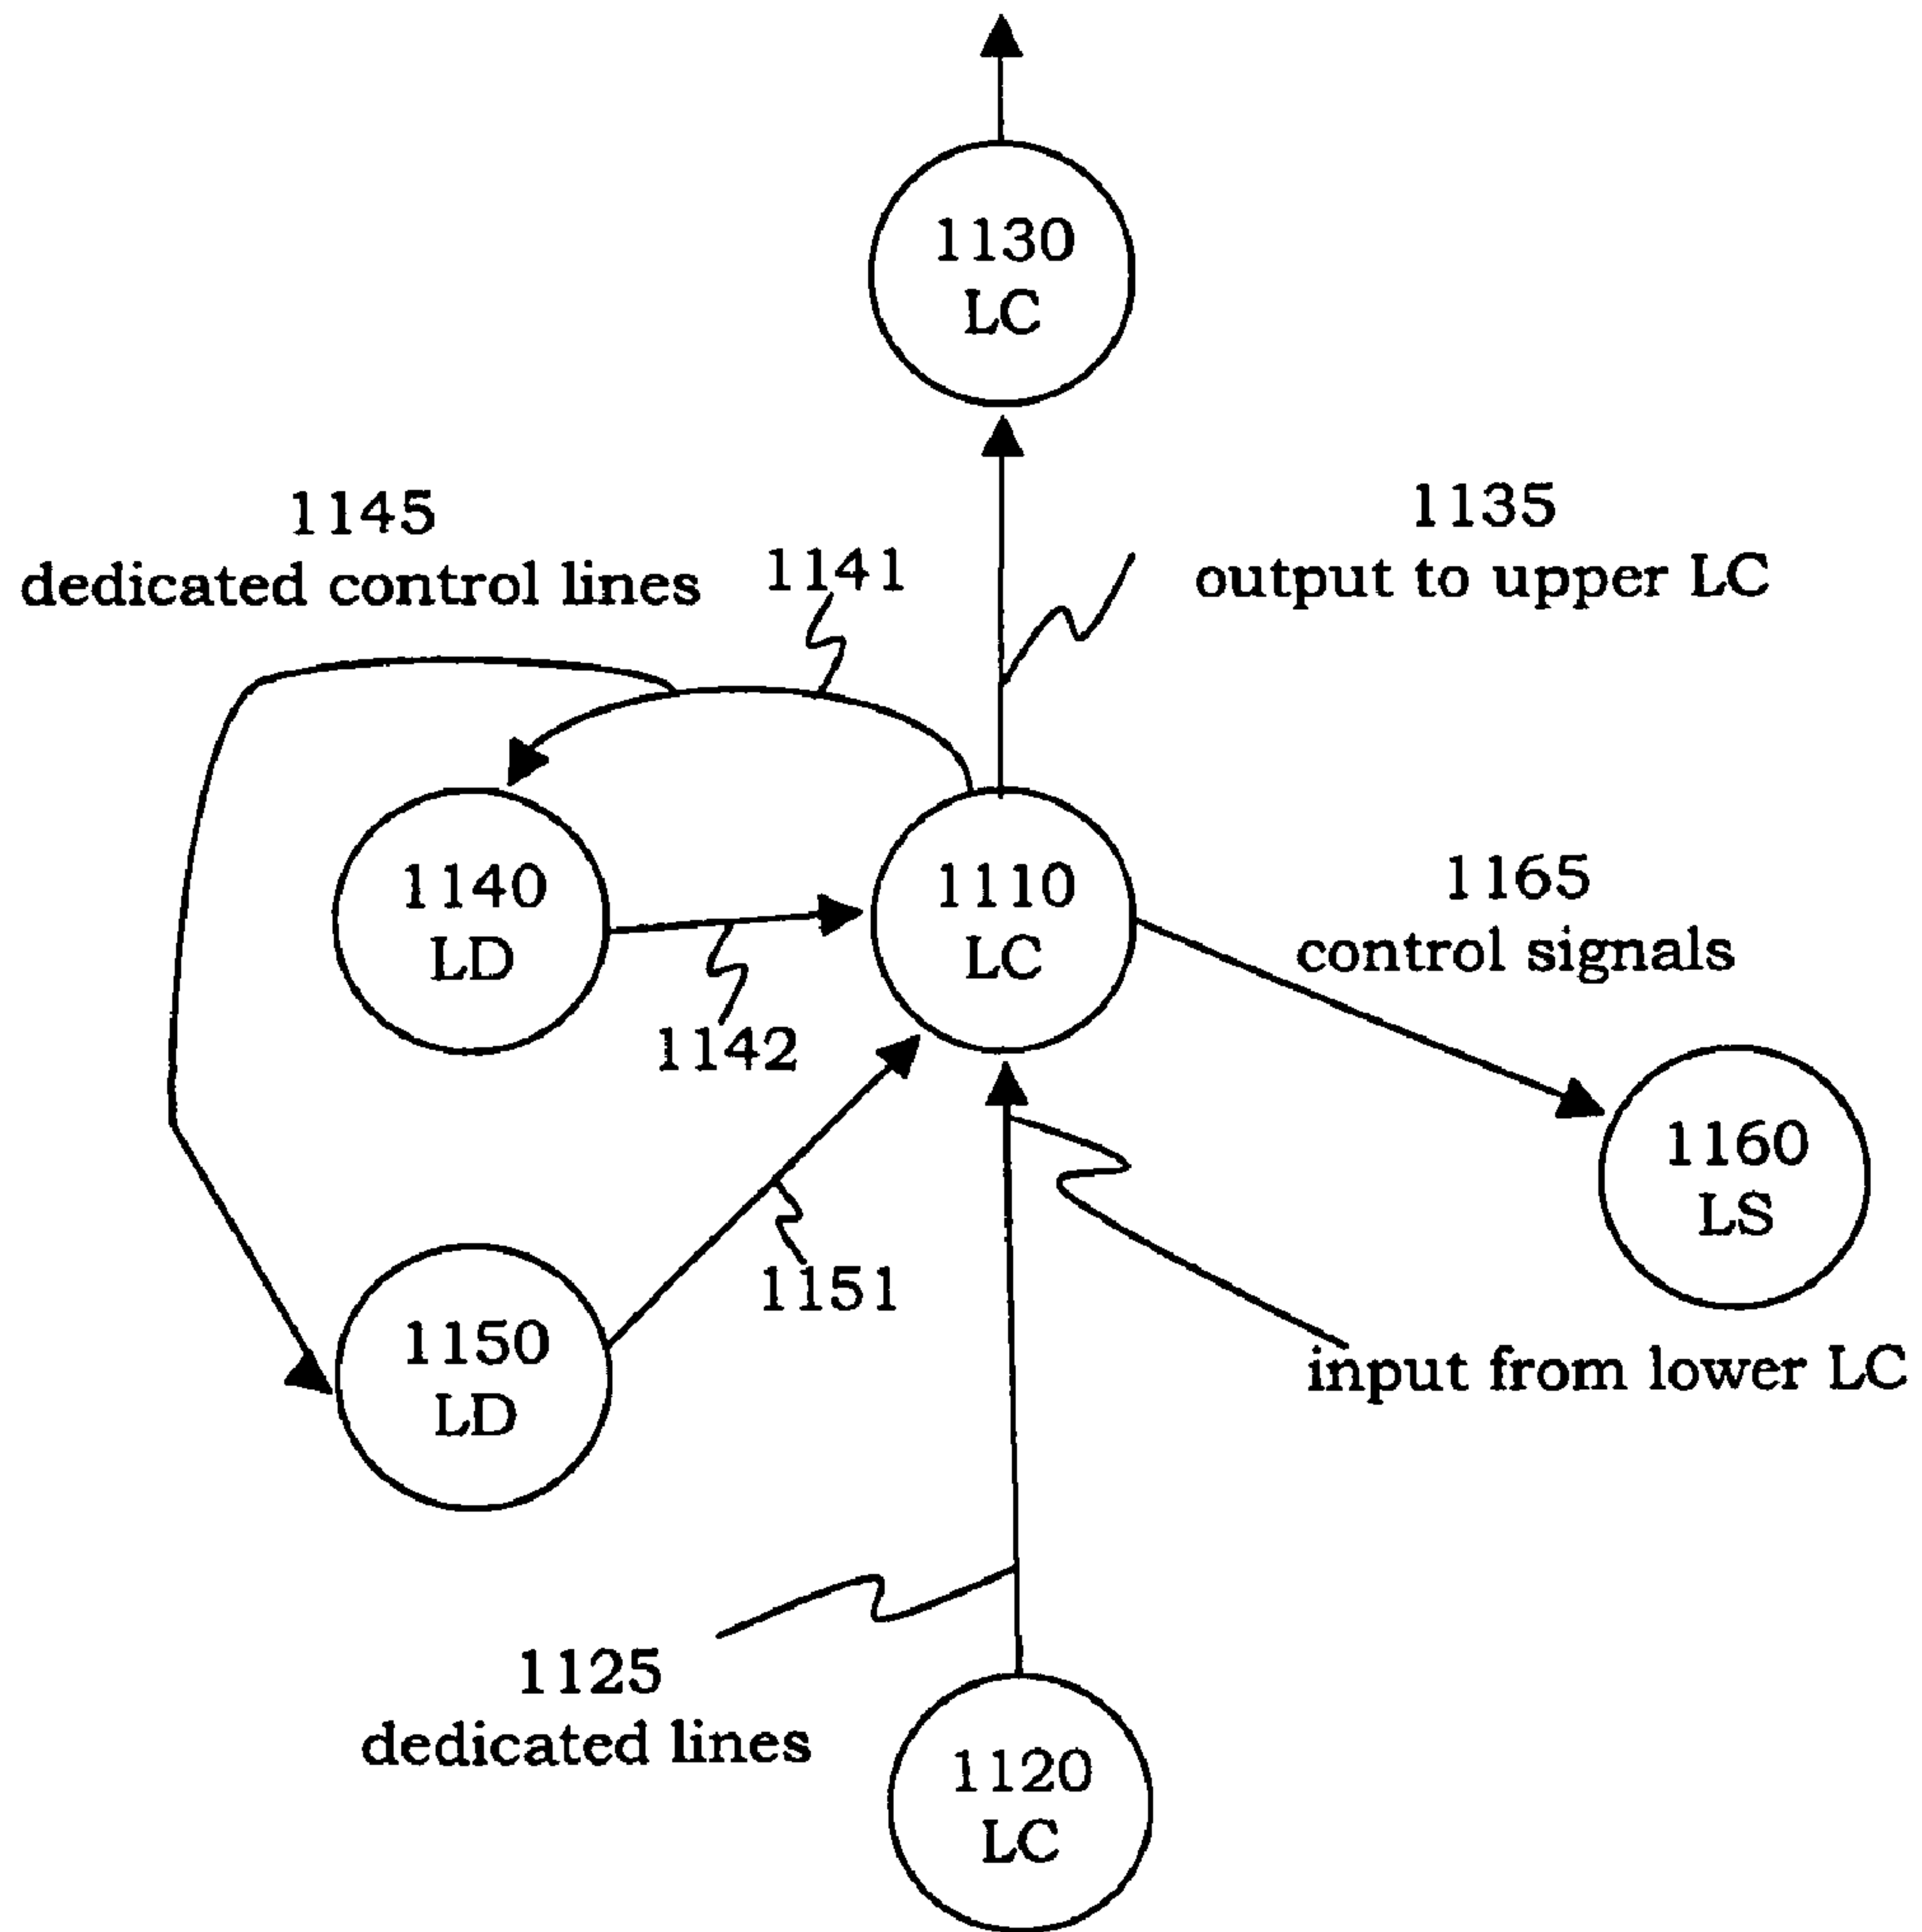 1130
LC
1145
dedicated control lines
1141
1135
output to upper LC
1140
LD
1110
LC
1165
control signals
1142
1160
LS
1151
1150
LD
input from lower LC
1125
dedicated lines
1120
LC